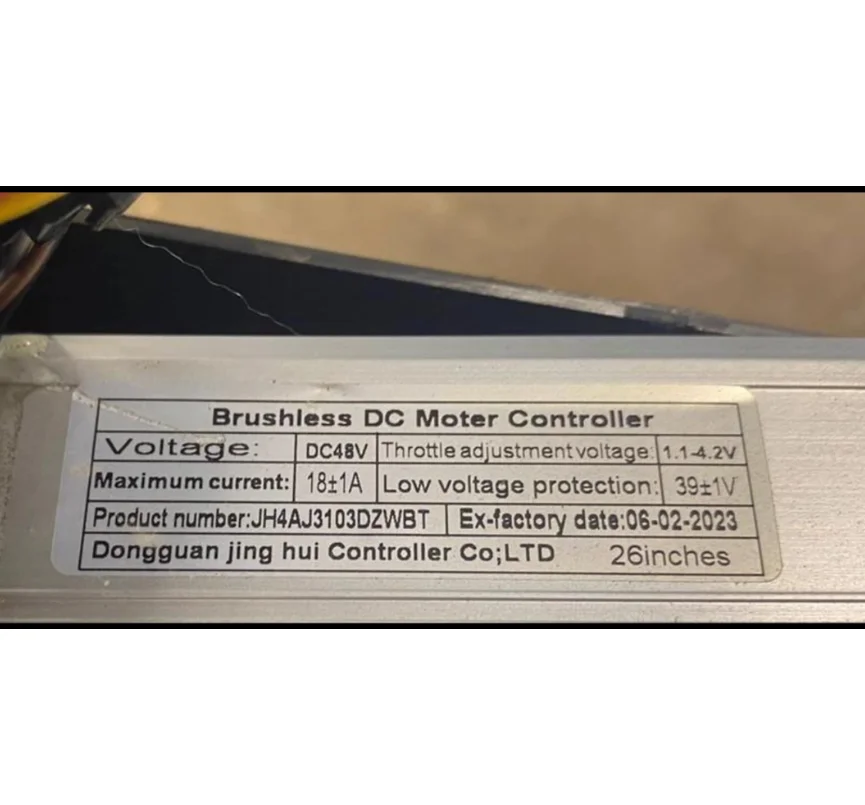 Brushless DC Moter Controller
Voltage: DC48V Throttle adjustment voltage: 1.1-4.2V
Maximum current: 18±1A Low voltage protection: 39±1V
Product number:JH4AJ3103DZWBT Ex-factory date:06-02-2023
Dongguan jing hui Controller Co;LTD 26inches